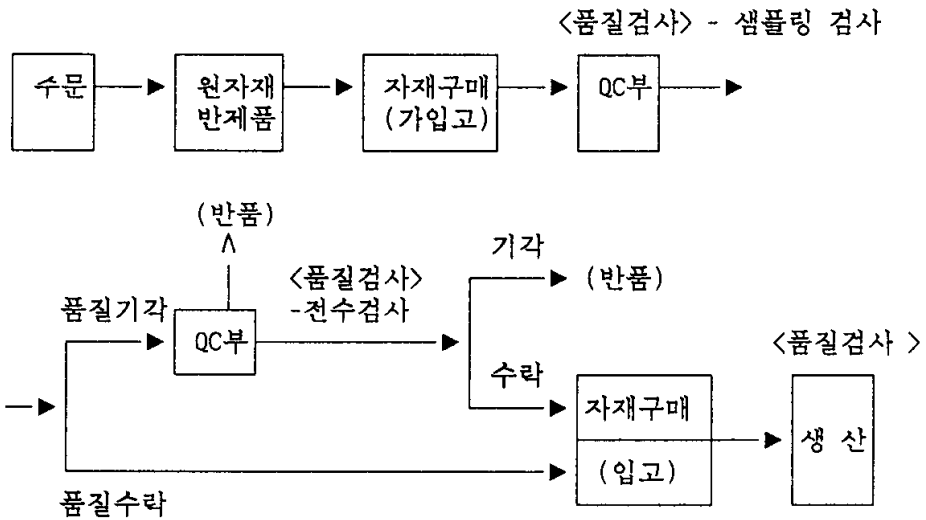 <품질검사> - 샘플링 검사
수문
원자재
반제품
자재구매
(가입고)
QC부
(반품)
품질기각
QC부
<품질검사>
-전수검사
기각
(반품)
수락
<품질검사 >
자재구매
(입고)
생 산
품질수락